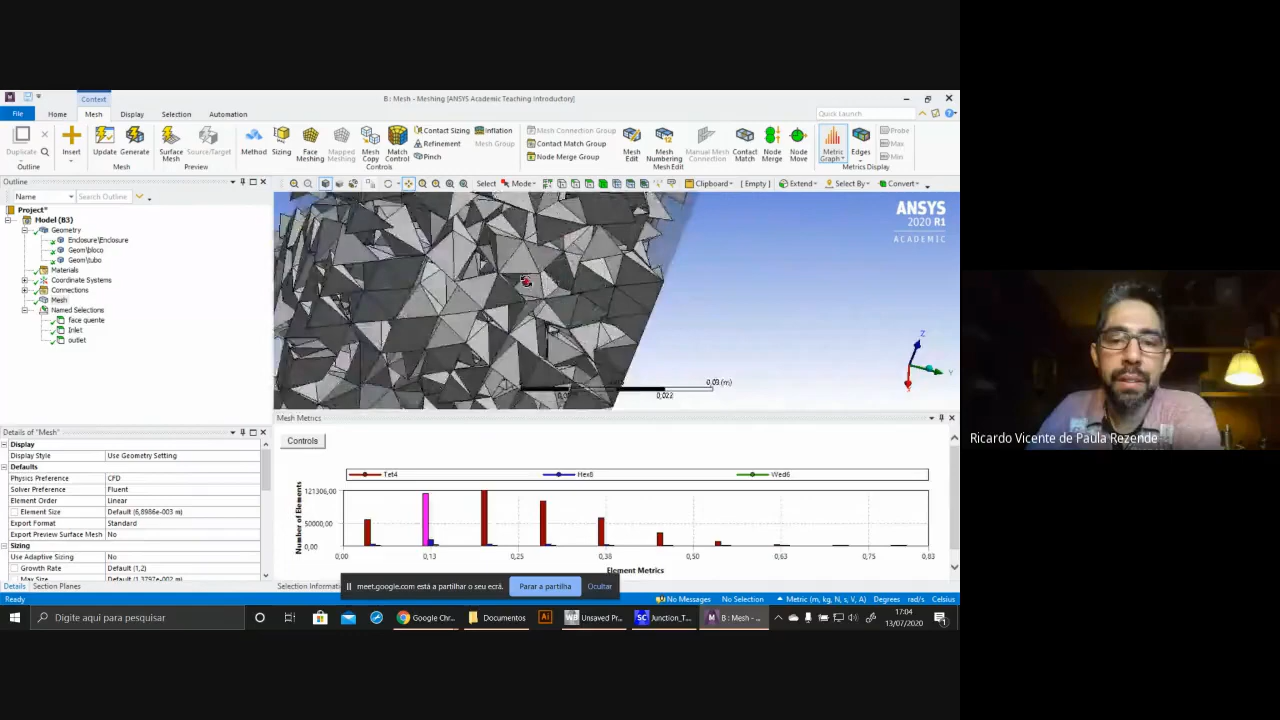 Context
B : Mesh - Meshing [ANSYS Academic Teaching Introductory]
File Home Mesh Display Selection Automation
Quick Launch
Duplicate
Outline
Insert
Update Generate
Mesh
Surface Mesh
Source/Target
Preview
Method Sizing Face Meshing Mapped Meshing Mesh Copy Match Control
Contact Sizing
Refinement
Pinch
Inflation
Mesh Group
Controls
Mesh Connection Group
Contact Match Group
Node Merge Group
Mesh Edit
Mesh Numbering
Manual Mesh Connection
Contact Match
Node Merge
Node Move
Mesh Edit
Metric Graph
Edges
Probe
Max
Min
Metrics Display
Outline
Select Mode Clipboard [ Empty ] Extend Select By Convert
Name Search Outline
Project*
Model (B3)
Geometry
Enclosure\Enclosure
Geom\bloco
Geom\tubo
Materials
Coordinate Systems
Connections
Mesh
Named Selections
face quente
Inlet
outlet
ANSYS
2020 R1
ACADEMIC
Z
Y
X
0,03 (m)
0,022
Mesh Metrics
Controls
Tet4 Hex8 Wed6
Number of Elements
121306,00
50000,00
0,00
0,00 0,13 0,25 0,38 0,50 0,63 0,75 0,83
Element Metrics
Details of "Mesh"
Display
Display Style Use Geometry Setting
Defaults
Physics Preference CFD
Solver Preference Fluent
Element Order Linear
Element Size Default (6,8986e-003 m)
Export Format Standard
Export Preview Surface Mesh No
Sizing
Use Adaptive Sizing No
Growth Rate Default (1,2)
Max Size Default (1,3797e-002 m)
Details Section Planes
Selection Informati
meet.google.com está a partilhar o seu ecrã. Parar a partilha Ocultar
Ready
No Messages No Selection Metric (m, kg, N, s, V, A) Degrees rad/s Celsius
Digite aqui para pesquisar
Google Chr...
Documentos
Unsaved Pr...
Junction_T...
B : Mesh - ...
17:04
13/07/2020
Ricardo Vicente de Paula Rezende